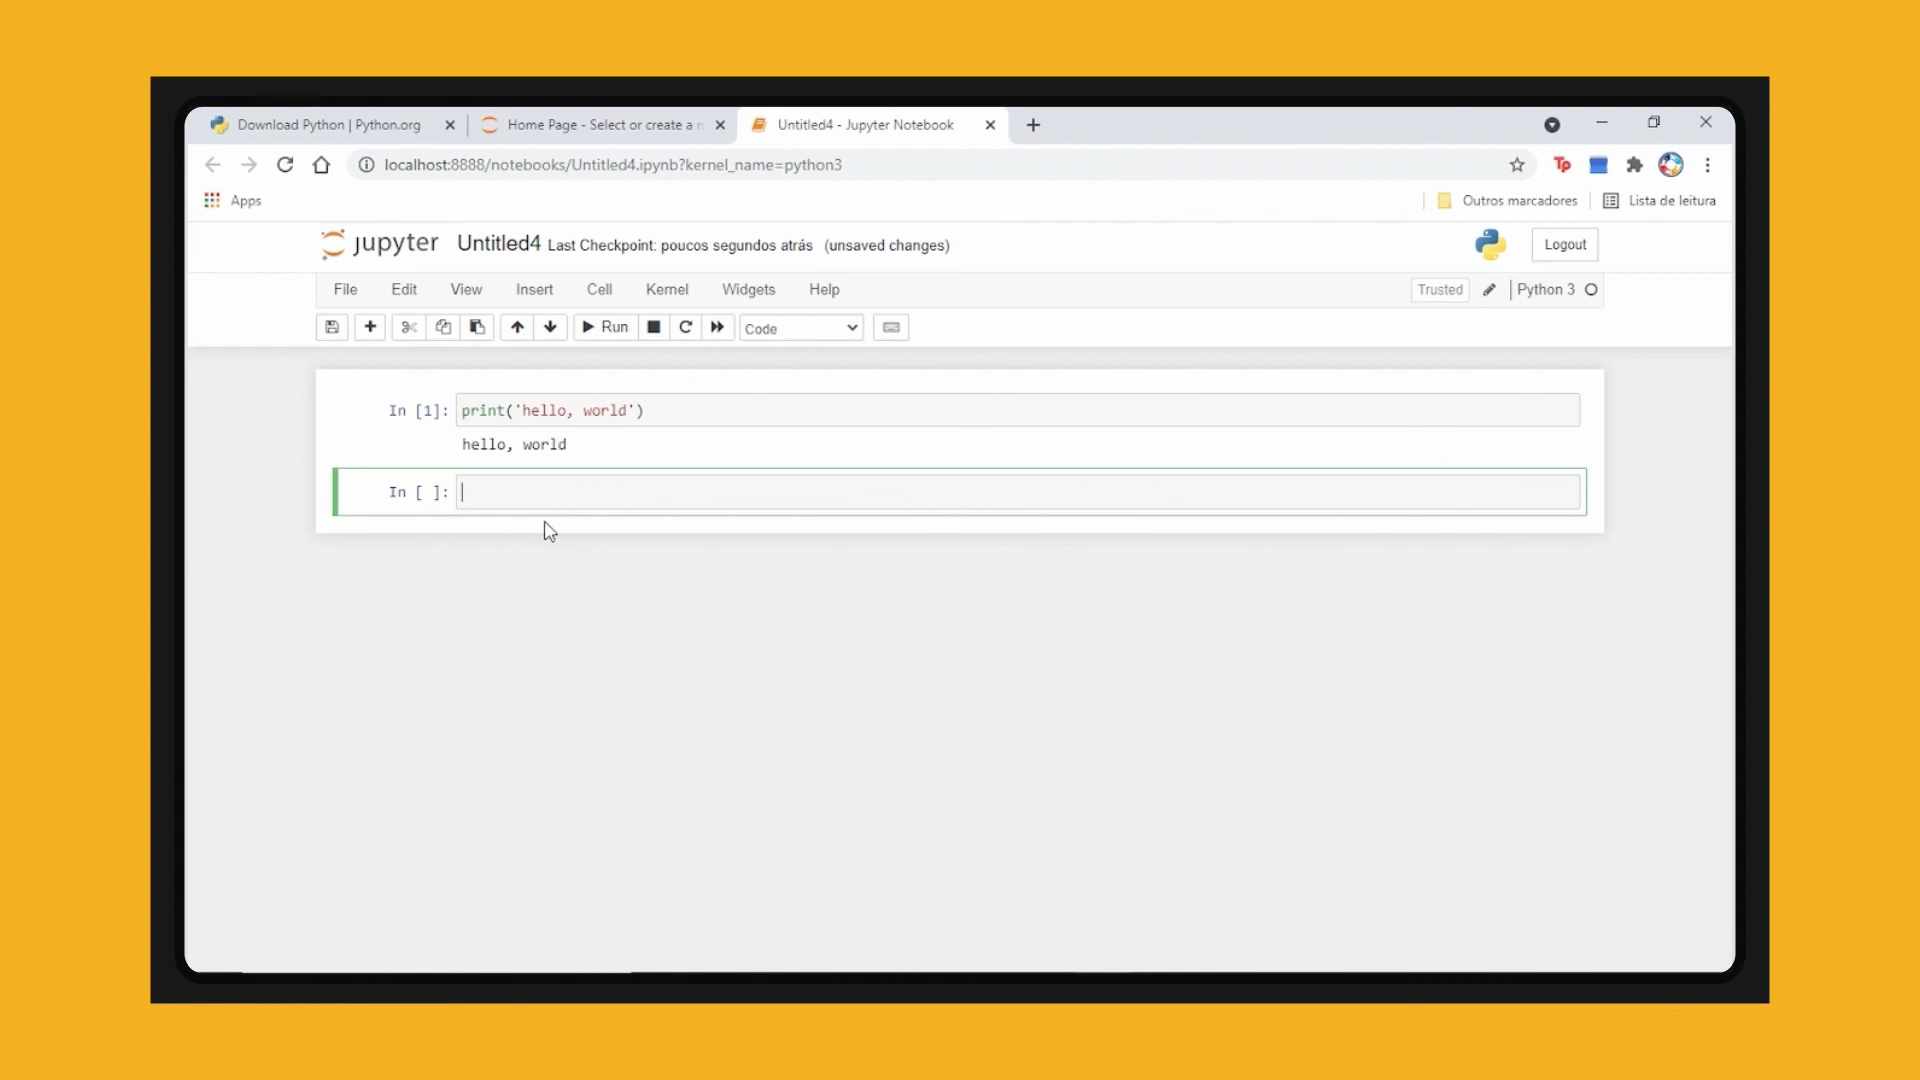 Download Python | Python.org
Home Page - Select or create a n
Untitled4 - Jupyter Notebook
localhost:8888/notebooks/Untitled4.ipynb?kernel_name=python3
Tp
Apps
Outros marcadores
Lista de leitura
jupyter Untitled4 Last Checkpoint: poucos segundos atrás (unsaved changes)
Logout
File Edit View Insert Cell Kernel Widgets Help
Trusted
Python 3
Run
Code
In [1]: print('hello, world')
hello, world
In [ ]: